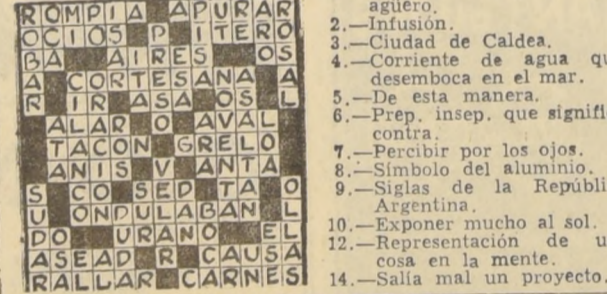 ROMPIA APURAR
OCIOS P ITERO
BA AIRES OS
A CORTESANA A
R IR ASA OS L
ALAR O AVAL
TACON GRELO
ANIS V ANTA
S CO SED TA O
U ONDULABAN L
DO URANO EL
ASEAD R CAUSA
RALLAR CARNES
agüero.
2.—Infusión.
3.—Ciudad de Caldea.
4.—Corriente de agua qu
desemboca en el mar.
5.—De esta manera.
6.—Prep. insep. que signifi
contra.
7.—Percibir por los ojos.
8.—Símbolo del aluminio.
9.—Siglas de la Repúbli
Argentina.
10.—Exponer mucho al sol.
12.—Representación de u
cosa en la mente.
14.—Salía mal un proyecto.